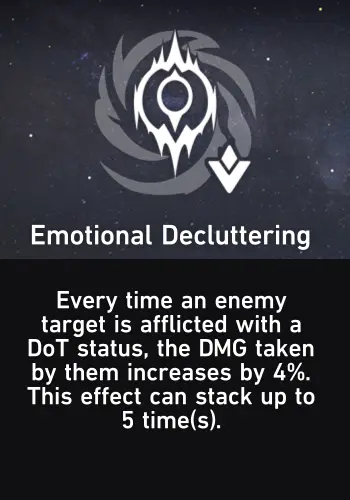 Emotional Decluttering
Every time an enemy
target is afflicted with a
DoT status, the DMG taken
by them increases by 4%.
This effect can stack up to
5 time(s).